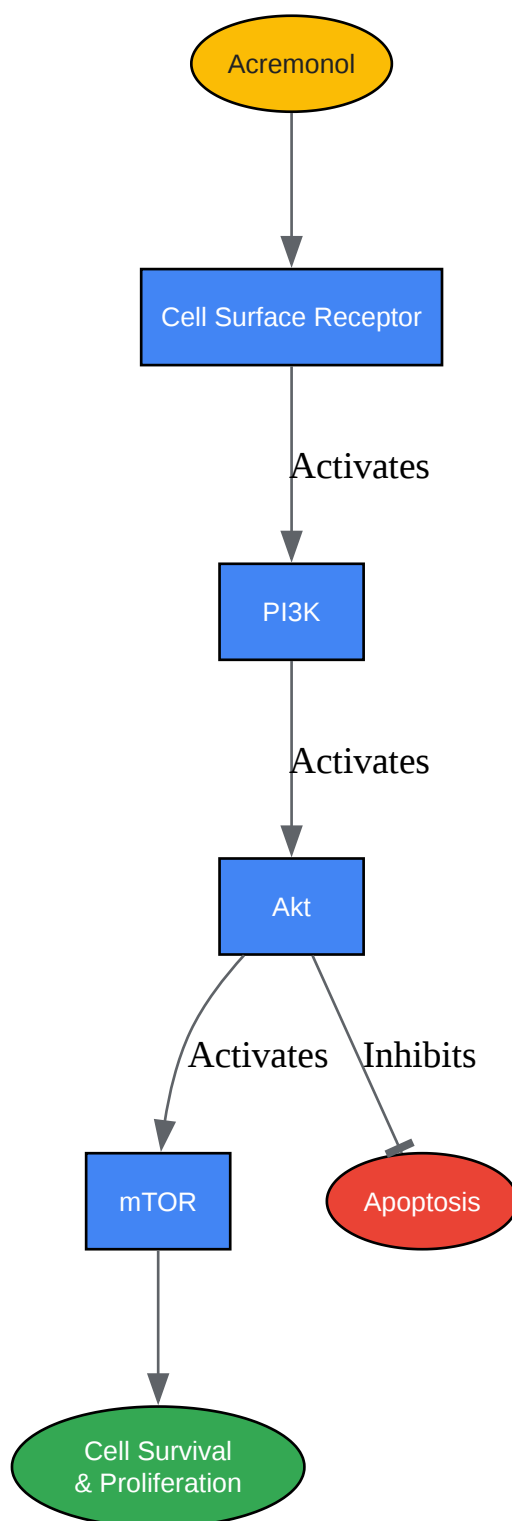 Acremonol
Cell Surface Receptor
Activates
PI3K
Activates
Akt
Activates
Inhibits
mTOR
Apoptosis
Cell Survival
& Proliferation